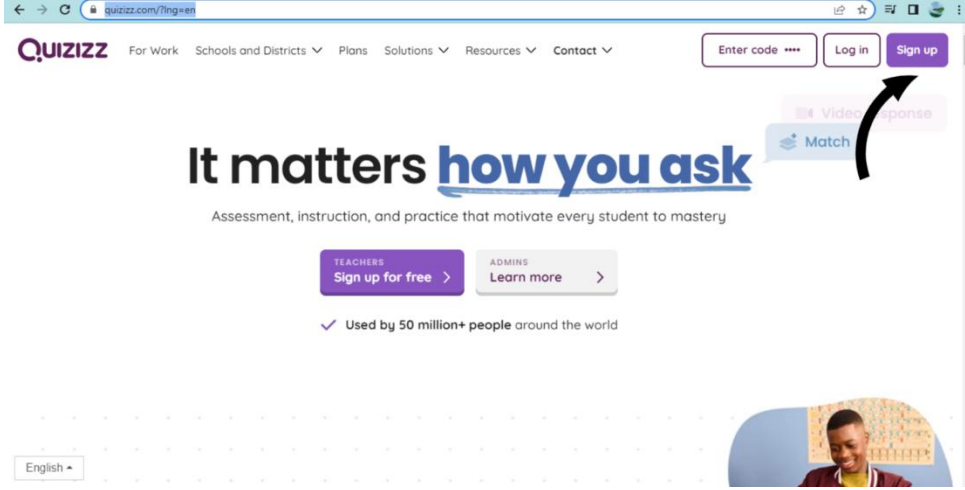 quizizz.com/?lng=en
QUIZIZZ For Work Schools and Districts Plans Solutions Resources Contact Enter code •••• Log in Sign up
Video response
Match
It matters how you ask
Assessment, instruction, and practice that motivate every student to mastery
TEACHERS
Sign up for free
ADMINS
Learn more
Used by 50 million+ people around the world
English